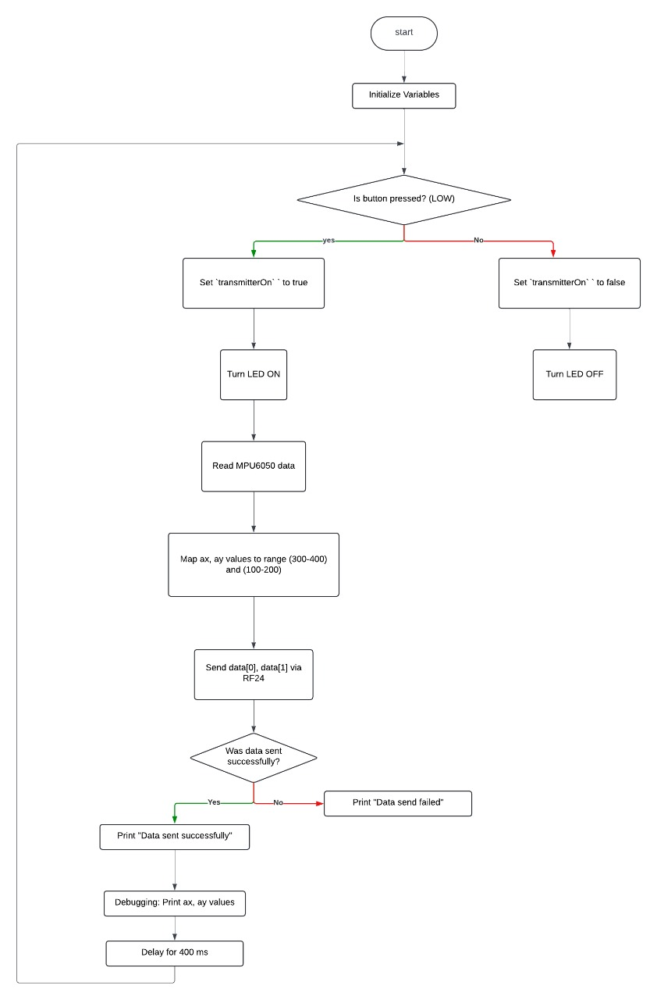 start
Initialize Variables
Is button pressed? (LOW)
yes
No
Set `transmitterOn` ` to true
Set `transmitterOn` ` to false
Turn LED ON
Turn LED OFF
Read MPU6050 data
Map ax, ay values to range (300-400)
and (100-200)
Send data[0], data[1] via
RF24
Was data sent
successfully?
Yes
No
Print "Data send failed"
Print "Data sent successfully"
Debugging: Print ax, ay values
Delay for 400 ms